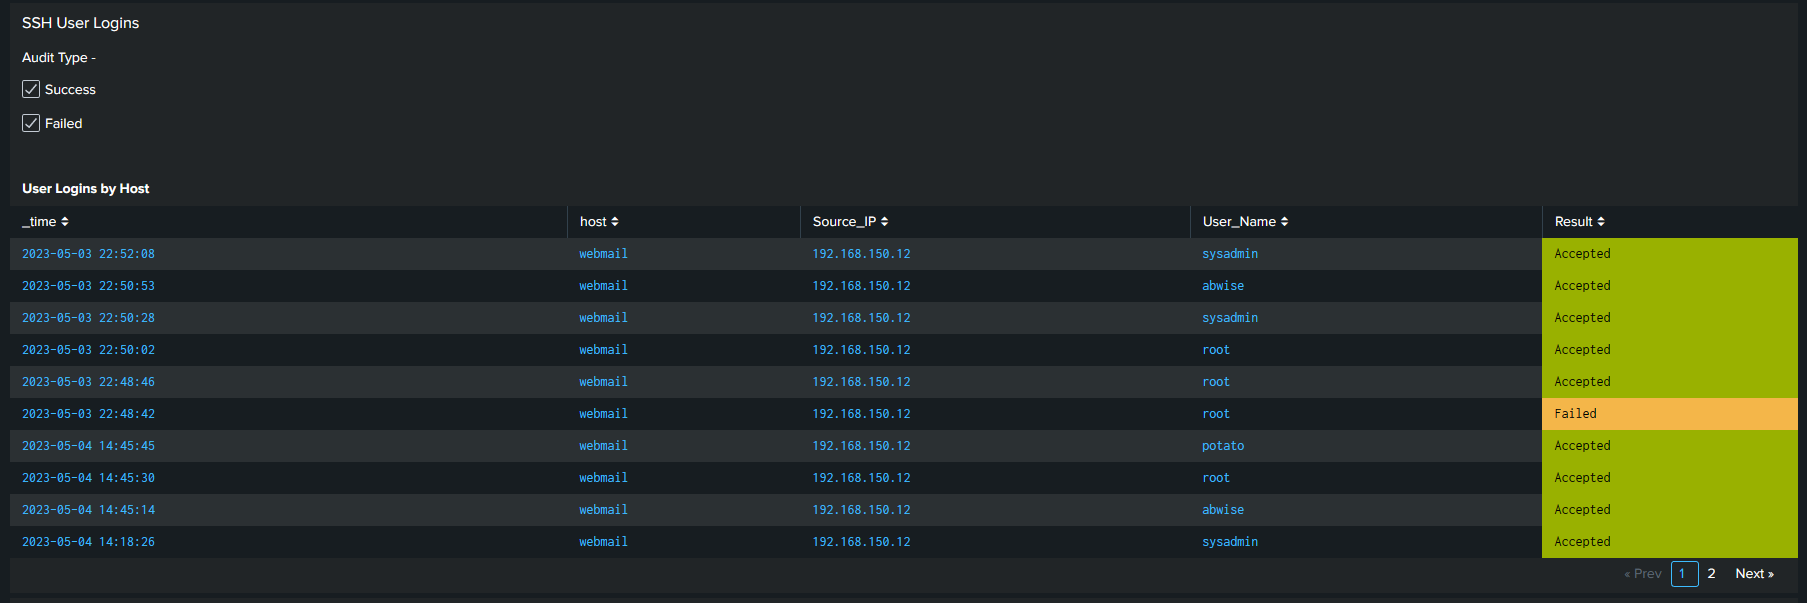 SSH User Logins
Audit Type -
Success
Failed
User Logins by Host
_time host Source_IP User_Name Result
2023-05-03 22:52:08 webmail 192.168.150.12 sysadmin Accepted
2023-05-03 22:50:53 webmail 192.168.150.12 abwise Accepted
2023-05-03 22:50:28 webmail 192.168.150.12 sysadmin Accepted
2023-05-03 22:50:02 webmail 192.168.150.12 root Accepted
2023-05-03 22:48:46 webmail 192.168.150.12 root Accepted
2023-05-03 22:48:42 webmail 192.168.150.12 root Failed
2023-05-04 14:45:45 webmail 192.168.150.12 potato Accepted
2023-05-04 14:45:30 webmail 192.168.150.12 root Accepted
2023-05-04 14:45:14 webmail 192.168.150.12 abwise Accepted
2023-05-04 14:18:26 webmail 192.168.150.12 sysadmin Accepted
« Prev 1 2 Next »